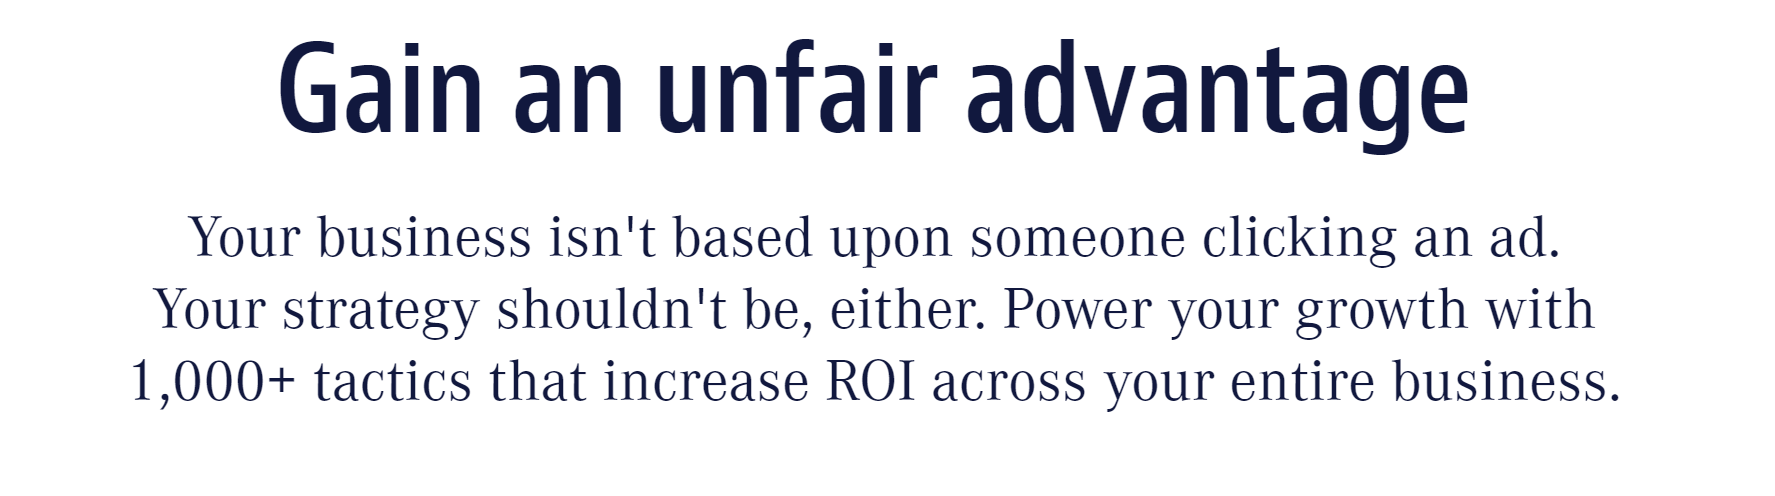 Gain an unfair advantage
Your business isn't based upon someone clicking an ad.
Your strategy shouldn't be, either. Power your growth with
1,000+ tactics that increase ROI across your entire business.